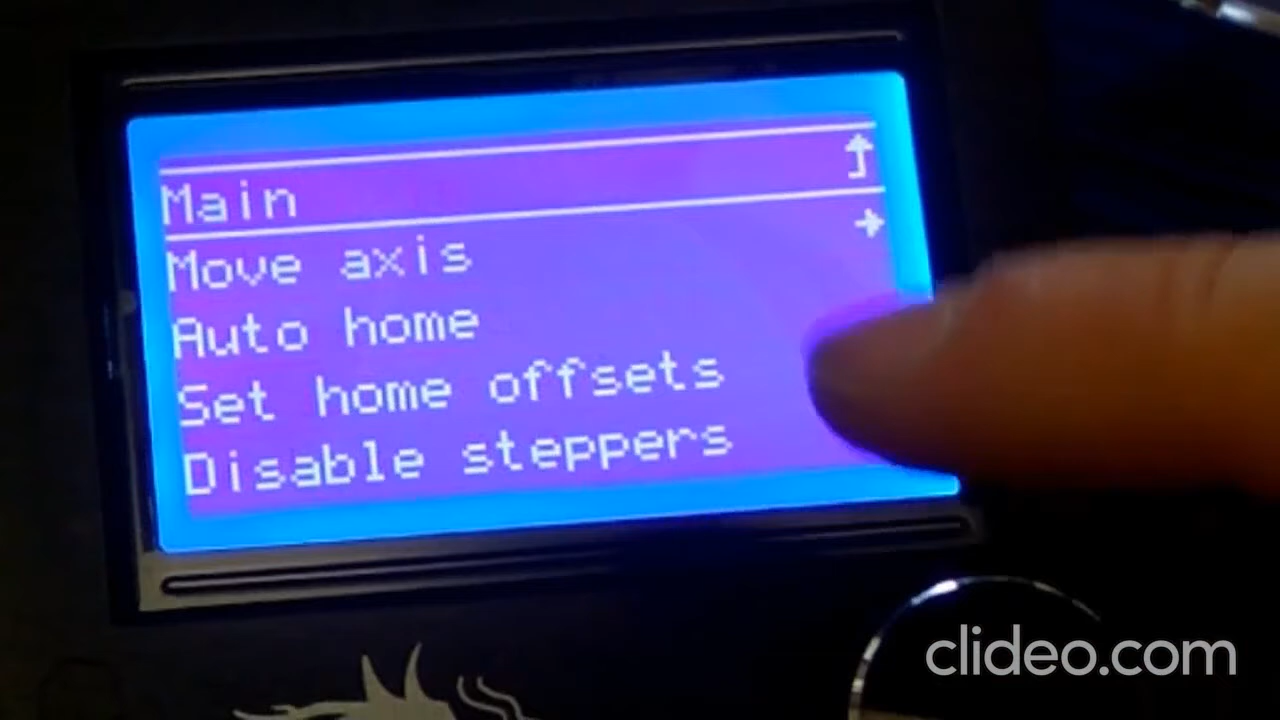 Main
Move axis
Auto home
Set home offsets
Disable steppers
clideo.com